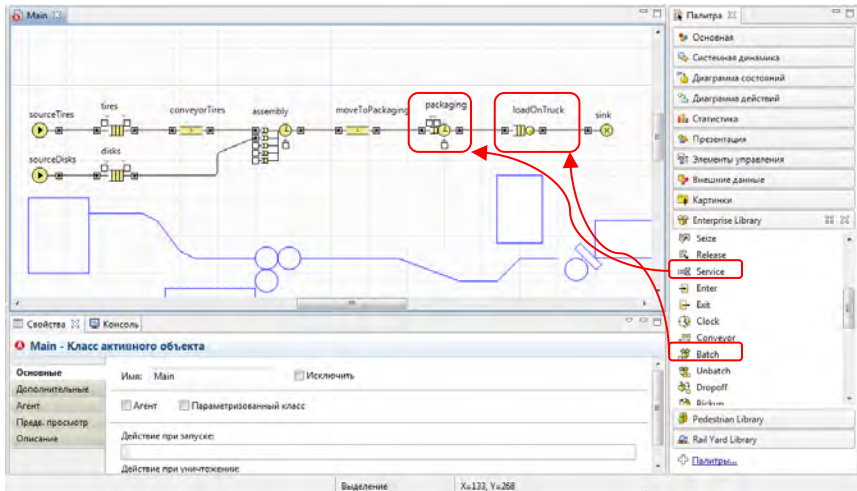 Main
sourceTires
tires
conveyorTires
assembly
moveToPackaging
packaging
loadOnTruck
sink
sourceDisks
disks
Свойства
Консоль
Main - Класс активного объекта
Основные
Дополнительные
Агент
Предв. просмотр
Описание
Имя: Main
Исключить
Агент
Параметризованный класс
Действие при запуске:
Действие при уничтожении:
Палитра
Основная
Системная динамика
Диаграмма состояний
Диаграмма действий
Статистика
Презентация
Элементы управления
Внешние данные
Картинки
Enterprise Library
Seize
Release
Service
Enter
Exit
Clock
Conveyor
Batch
Unbatch
Dropoff
Pickup
Pedestrian Library
Rail Yard Library
Палитры...
Выделение
X=133, Y=268